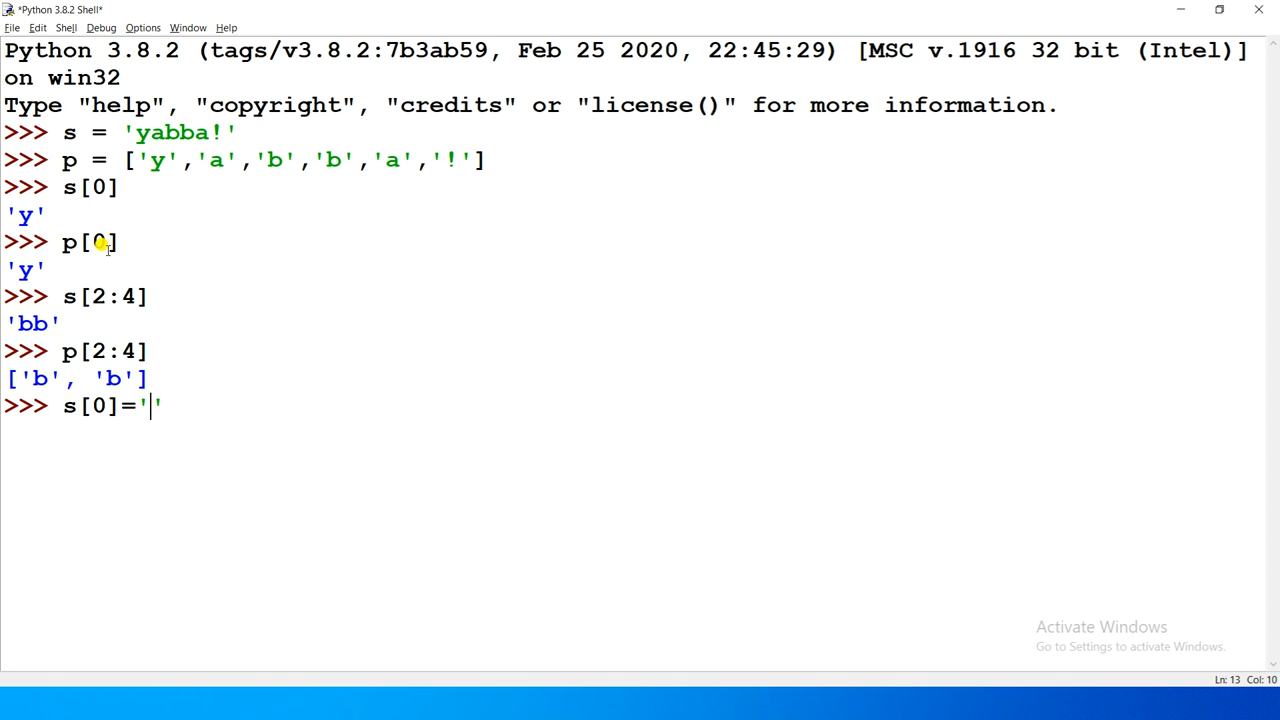 *Python 3.8.2 Shell*
File Edit Shell Debug Options Window Help
Python 3.8.2 (tags/v3.8.2:7b3ab59, Feb 25 2020, 22:45:29) [MSC v.1916 32 bit (Intel)]
on win32
Type "help", "copyright", "credits" or "license()" for more information.
>>> s = 'yabba!'
>>> p = ['y','a','b','b','a','!']
>>> s[0]
'y'
>>> p[0]
'y'
>>> s[2:4]
'bb'
>>> p[2:4]
['b', 'b']
>>> s[0]=''
Activate Windows
Go to Settings to activate Windows.
Ln: 13 Col: 10